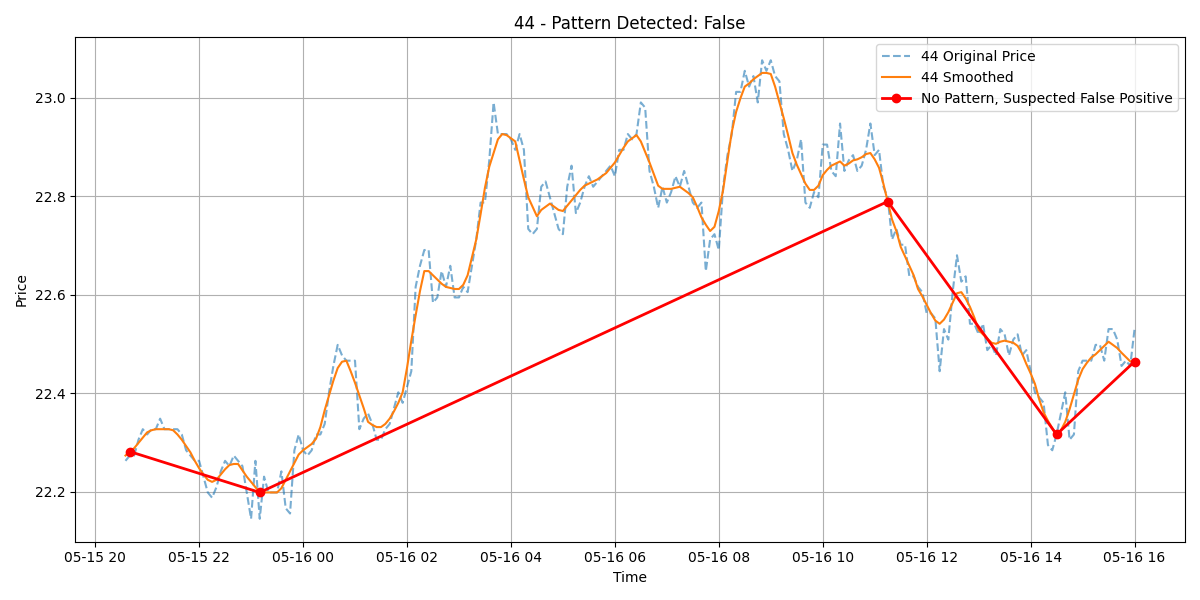 44 - Pattern Detected: False
44 Original Price
44 Smoothed
No Pattern, Suspected False Positive
Price
23.0
22.8
22.6
22.4
22.2
05-15 20 05-15 22 05-16 00 05-16 02 05-16 04 05-16 06 05-16 08 05-16 10 05-16 12 05-16 14 05-16 16
Time